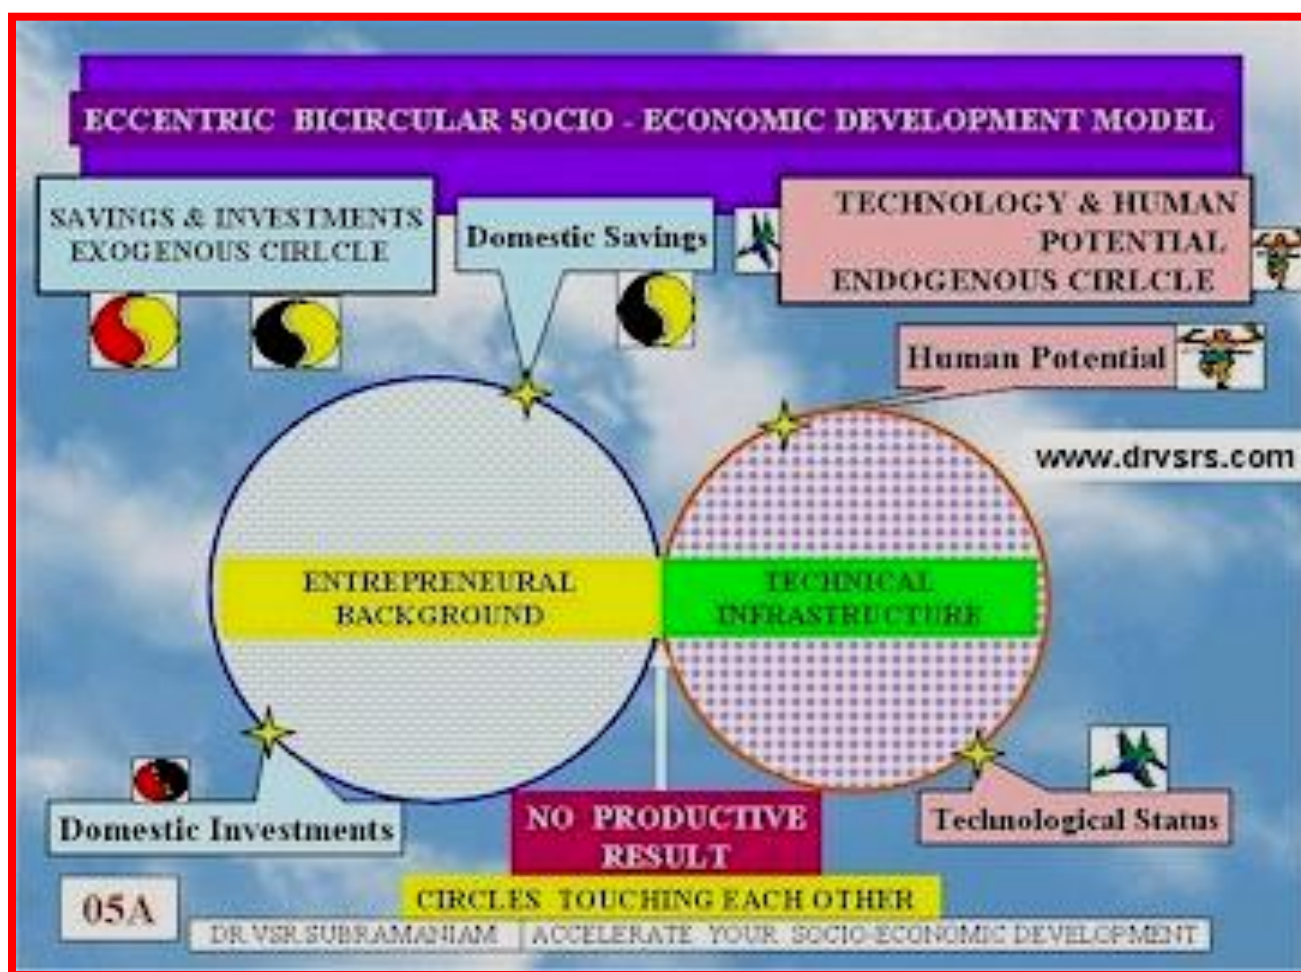 ECCENTRIC BICIRCULAR SOCIO - ECONOMIC DEVELOPMENT MODEL
SAVINGS & INVESTMENTS
EXOGENOUS CIRLCLE
Domestic Savings
TECHNOLOGY & HUMAN
POTENTIAL
ENDOGENOUS CIRLCLE
Human Potential
www.drvsrs.com
ENTREPRENEURAL
BACKGROUND
TECHNICAL
INFRASTRUCTURE
Domestic Investments
NO PRODUCTIVE
RESULT
Technological Status
05A
CIRCLES TOUCHING EACH OTHER
DR.VSR.SUBRAMANIAM ACCELERATE YOUR SOCIO-ECONOMIC DEVELOPMENT